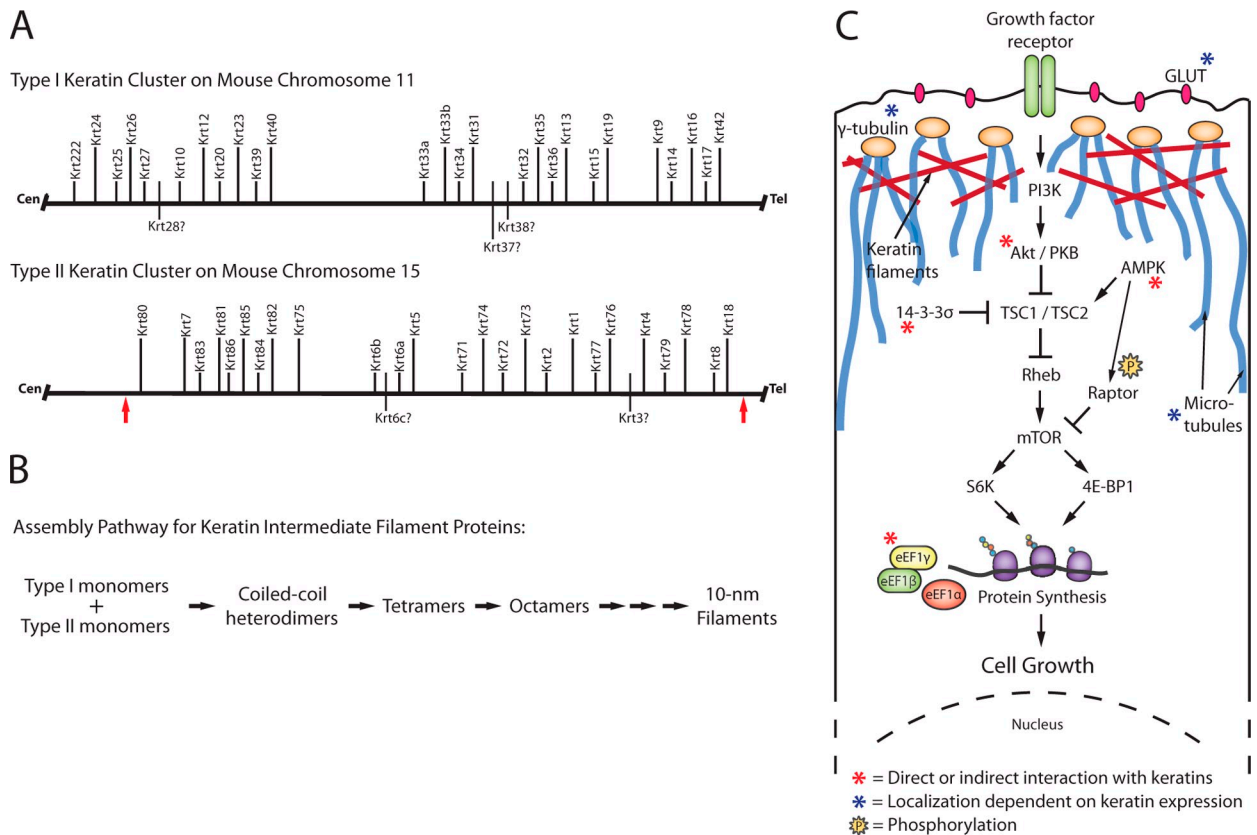 A
Type I Keratin Cluster on Mouse Chromosome 11
Krt222
Krt24
Krt25
Krt26
Krt27
Krt10
Krt12
Krt20
Krt23
Krt39
Krt40
Krt33a
Krt33b
Krt34
Krt31
Krt32
Krt35
Krt36
Krt13
Krt15
Krt19
Krt9
Krt14
Krt16
Krt17
Krt42
Cen
Tel
Krt28?
Krt37?
Krt38?
Type II Keratin Cluster on Mouse Chromosome 15
Krt80
Krt7
Krt83
Krt81
Krt86
Krt85
Krt84
Krt82
Krt75
Krt6b
Krt6a
Krt5
Krt71
Krt74
Krt72
Krt73
Krt2
Krt1
Krt77
Krt76
Krt4
Krt79
Krt78
Krt8
Krt18
Cen
Tel
Krt6c?
Krt3?
B
Assembly Pathway for Keratin Intermediate Filament Proteins:
Type I monomers
+
Type II monomers
Coiled-coil
heterodimers
Tetramers
Octamers
10-nm
Filaments
C
Growth factor
receptor
GLUT *
*
γ-tubulin
PI3K
Keratin
filaments
* Akt / PKB
AMPK
*
14-3-3σ
*
TSC1 / TSC2
Rheb
P
Raptor
* Micro-
tubules
mTOR
S6K
4E-BP1
*
eEF1γ
eEF1β
eEF1α
Protein Synthesis
Cell Growth
Nucleus
* = Direct or indirect interaction with keratins
* = Localization dependent on keratin expression
P = Phosphorylation